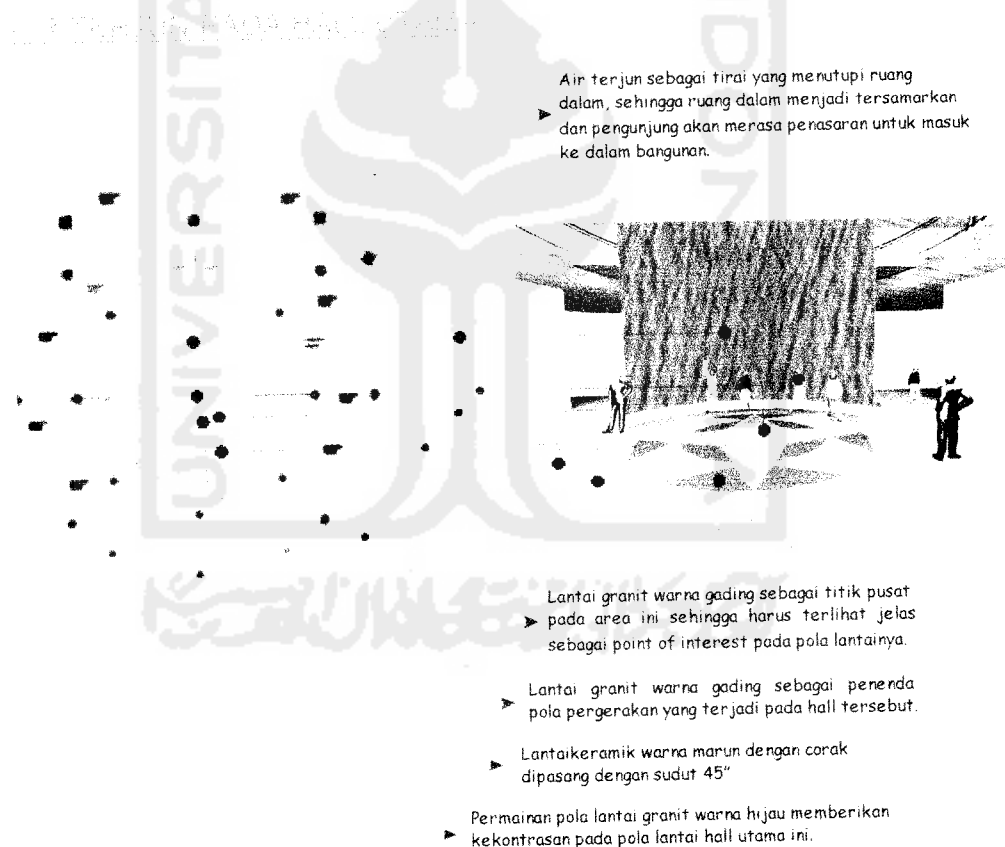 Air terjun sebagai tirai yang menutupi ruang
dalam, sehingga ruang dalam menjadi tersamarkan
dan pengunjung akan merasa penasaran untuk masuk
ke dalam bangunan.
UNIVERSITA
Lantai granit warna gading sebagai titik pusat
pada area ini sehingga harus terlihat jelas
sebagai point of interest pada pola lantainya.
Lantai granit warna gading sebagai penenda
pola pergerakan yang terjadi pada hall tersebut.
Lantaikeramik warna marun dengan corak
dipasang dengan sudut 45"
Permainan pola lantai granit warna hijau memberikan
kekontrasan pada pola lantai hall utama ini.